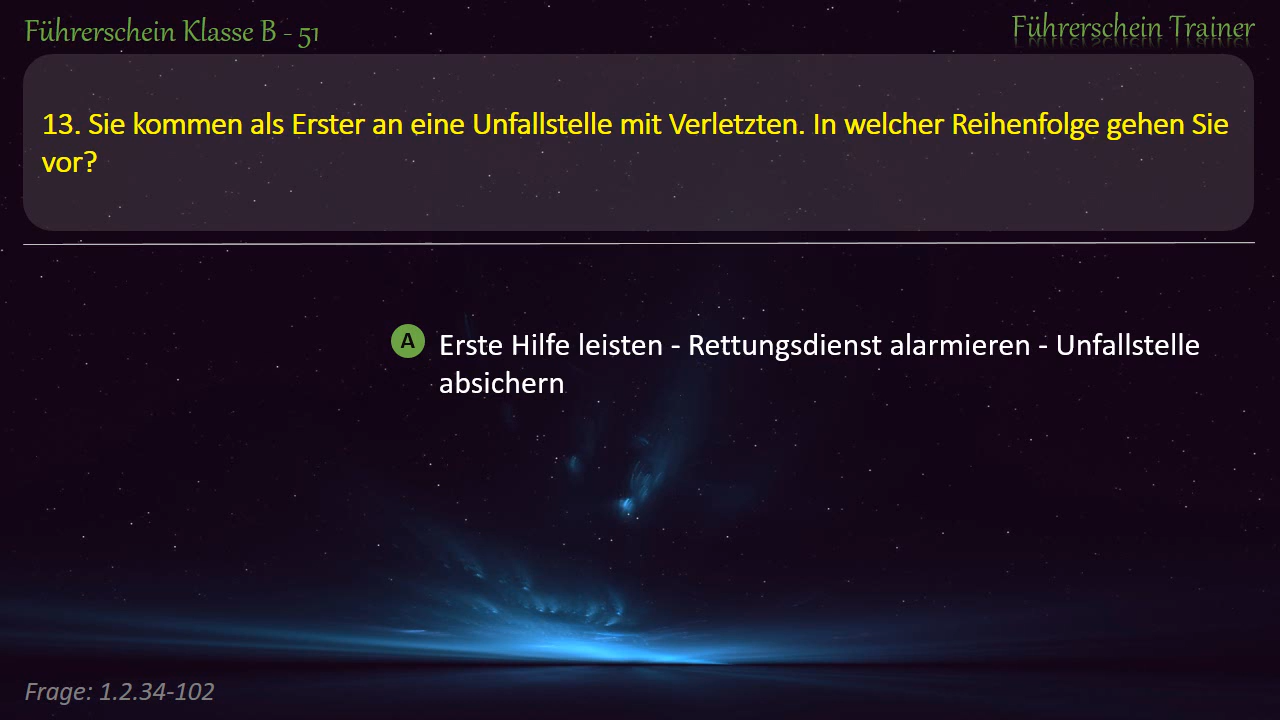 Führerschein Klasse B - 51
Führerschein Trainer
13. Sie kommen als Erster an eine Unfallstelle mit Verletzten. In welcher Reihenfolge gehen Sie
vor?
A Erste Hilfe leisten - Rettungsdienst alarmieren - Unfallstelle
absichern
Frage: 1.2.34-102